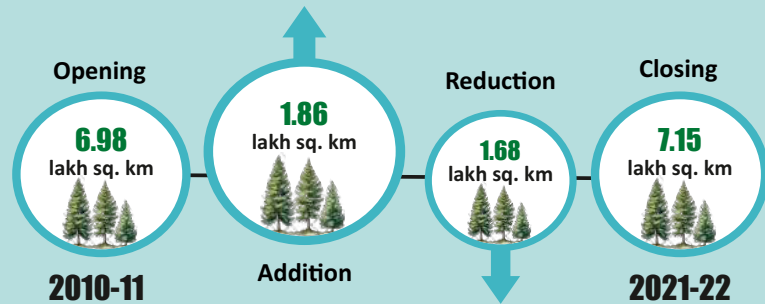 Opening
6.98
lakh sq. km
2010-11
1.86
lakh sq. km
Addition
Reduction
1.68
lakh sq. km
Closing
7.15
lakh sq. km
2021-22